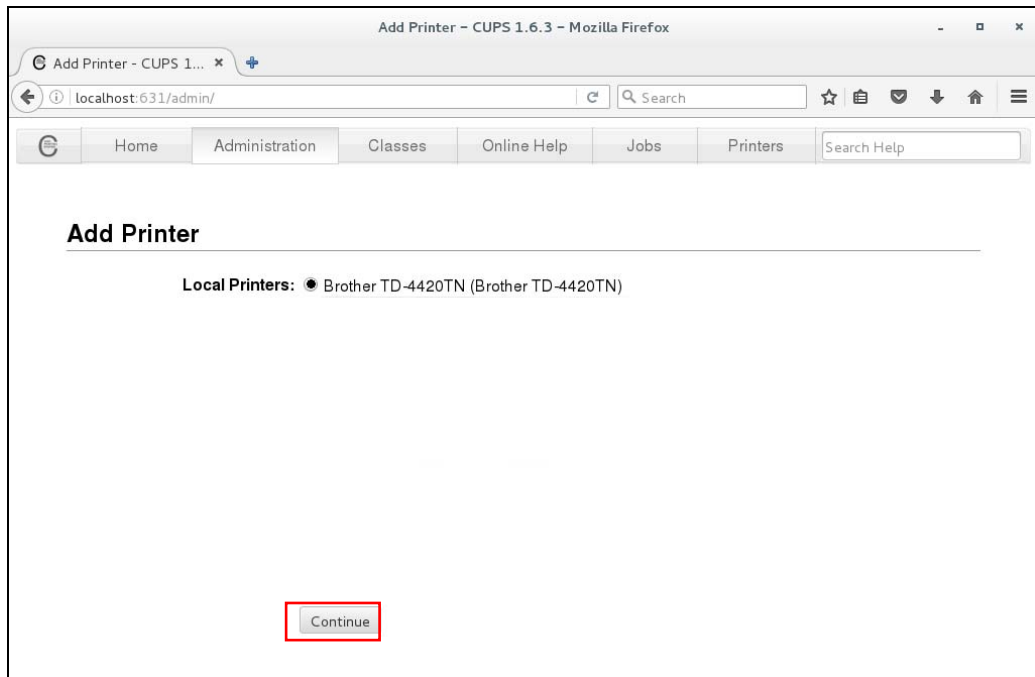 Add Printer – CUPS 1.6.3 – Mozilla Firefox
Add Printer - CUPS 1...
localhost:631/admin/
Search
Home Administration Classes Online Help Jobs Printers Search Help
Add Printer
Local Printers: Brother TD-4420TN (Brother TD-4420TN)
Continue